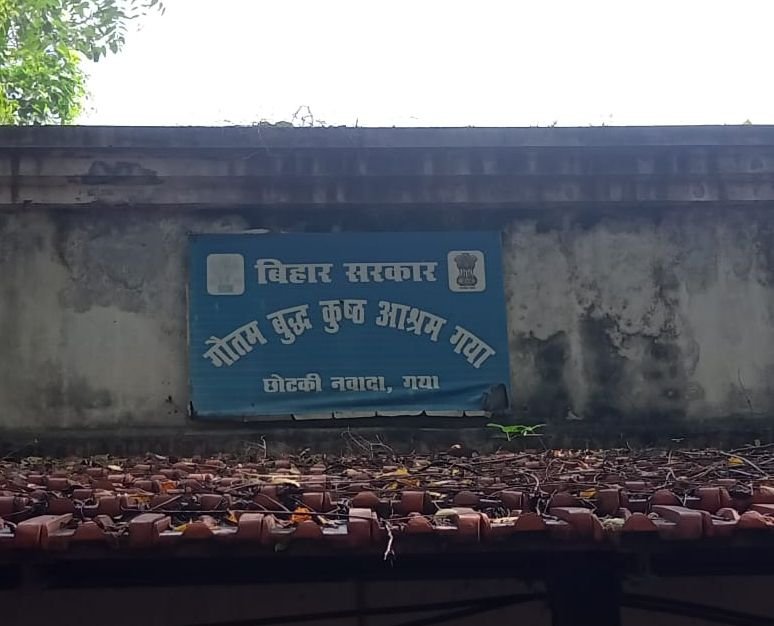 बिहार सरकार
गौतम बुद्ध कुष्ठ आश्रम गया
छोटकी नवादा, गया